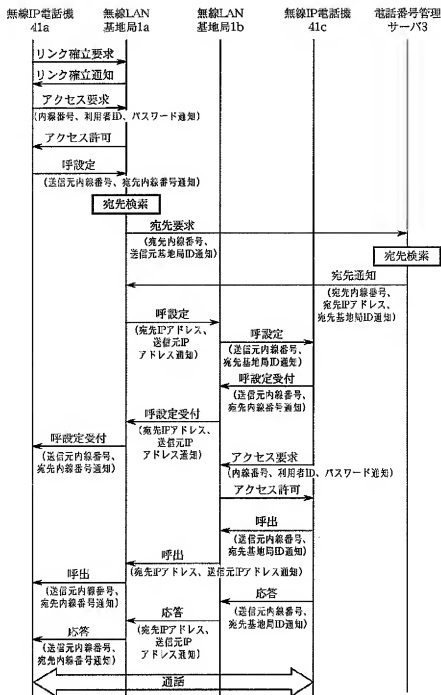 無線IP電話機
41a
無線LAN
基地局1a
無線LAN
基地局1b
無線IP電話機
41c
電話番号管理
サーバ3
リンク確立要求
リンク確立通知
アクセス要求
(内線番号、利用者ID、パスワード通知)
アクセス許可
呼設定
(送信元内線番号、宛先内線番号通知)
宛先検索
宛先要求
(宛先内線番号、
送信元基地局ID通知)
宛先検索
宛先通知
(宛先内線番号、
宛先IPアドレス、
宛先基地局ID通知)
呼設定
(宛先IPアドレス、
送信元IP
アドレス通知)
呼設定
(送信元内線番号、
宛先基地局ID通知)
呼設定受付
(送信元内線番号、
宛先内線番号通知)
呼設定受付
(宛先IPアドレス、
送信元IP
アドレス通知)
呼設定受付
(送信元内線番号、
宛先内線番号通知)
アクセス要求
(内線番号、利用者ID、パスワード通知)
アクセス許可
呼出
(送信元内線番号、
宛先基地局ID通知)
呼出
(宛先IPアドレス、送信元IPアドレス通知)
呼出
(送信元内線番号、
宛先内線番号通知)
応答
(送信元内線番号、
宛先基地局ID通知)
応答
(宛先IPアドレス、
送信元IP
アドレス通知)
応答
(送信元内線番号、
宛先内線番号通知)
通話